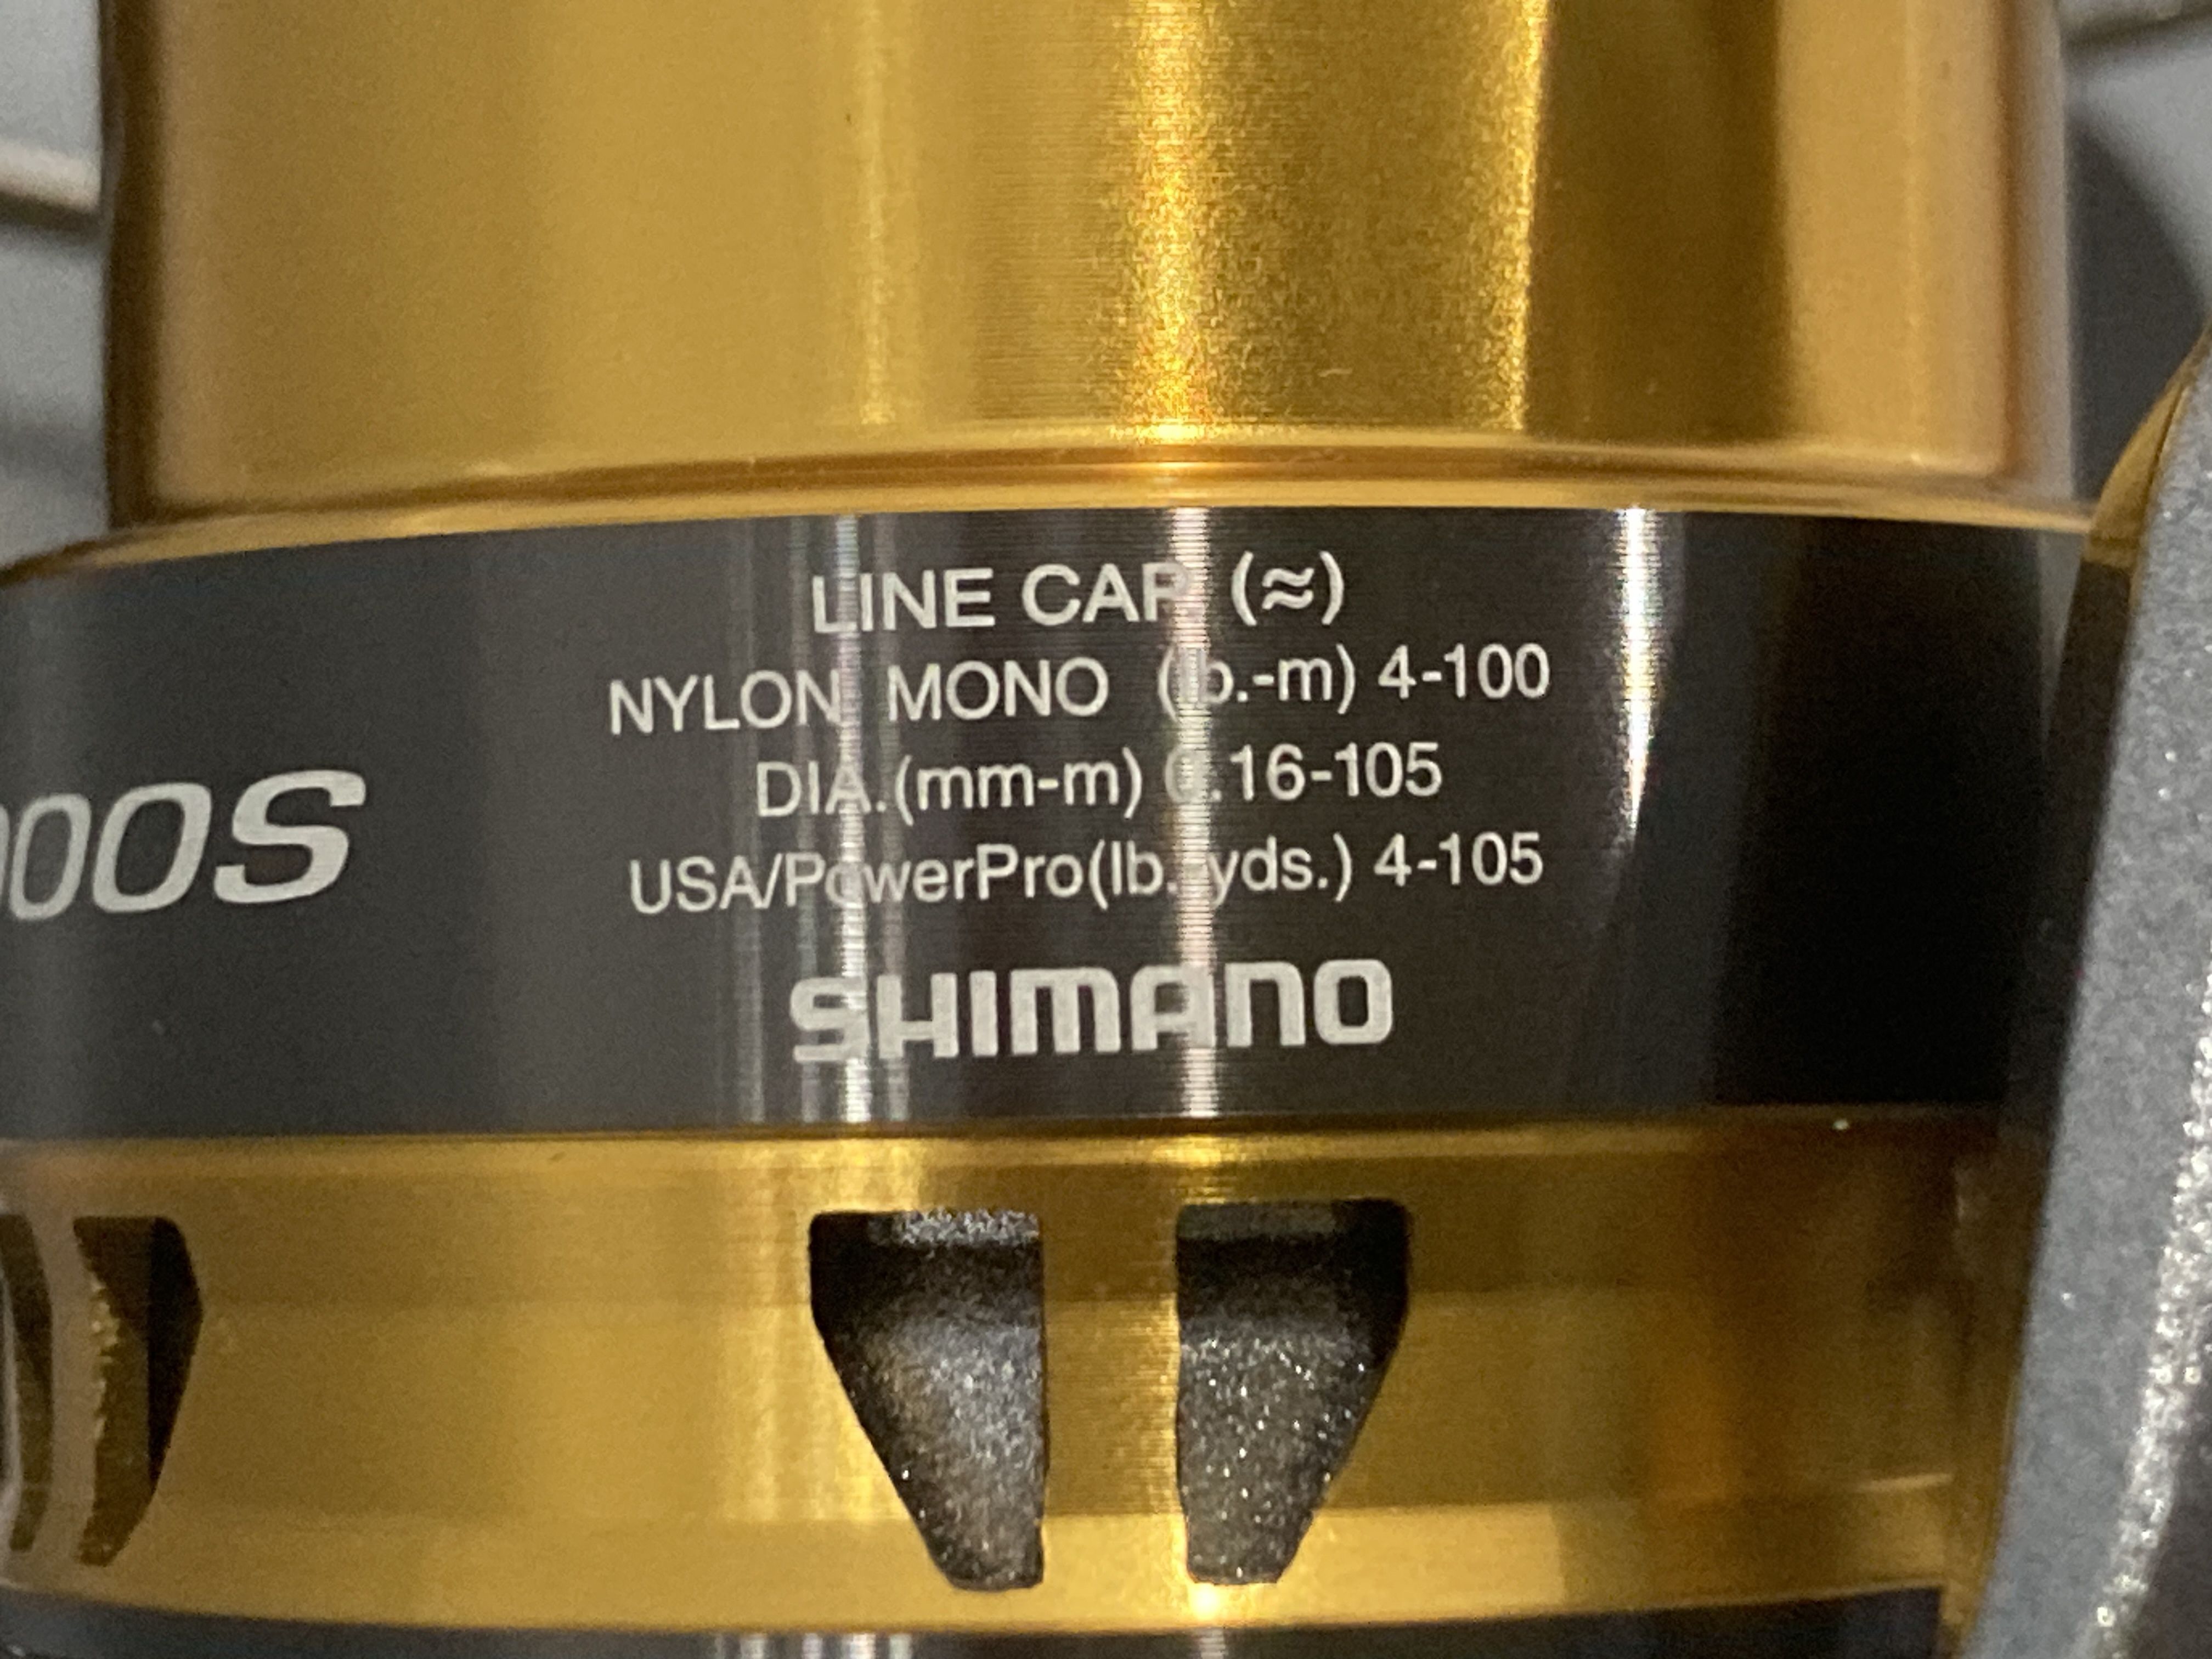 LINE CAP. (≈)
NYLON MONO (lb.-m) 4-100
DIA.(mm-m) 0.16-105
USA/PowerPro(lb.-yds.) 4-105
000S
SHIMANO